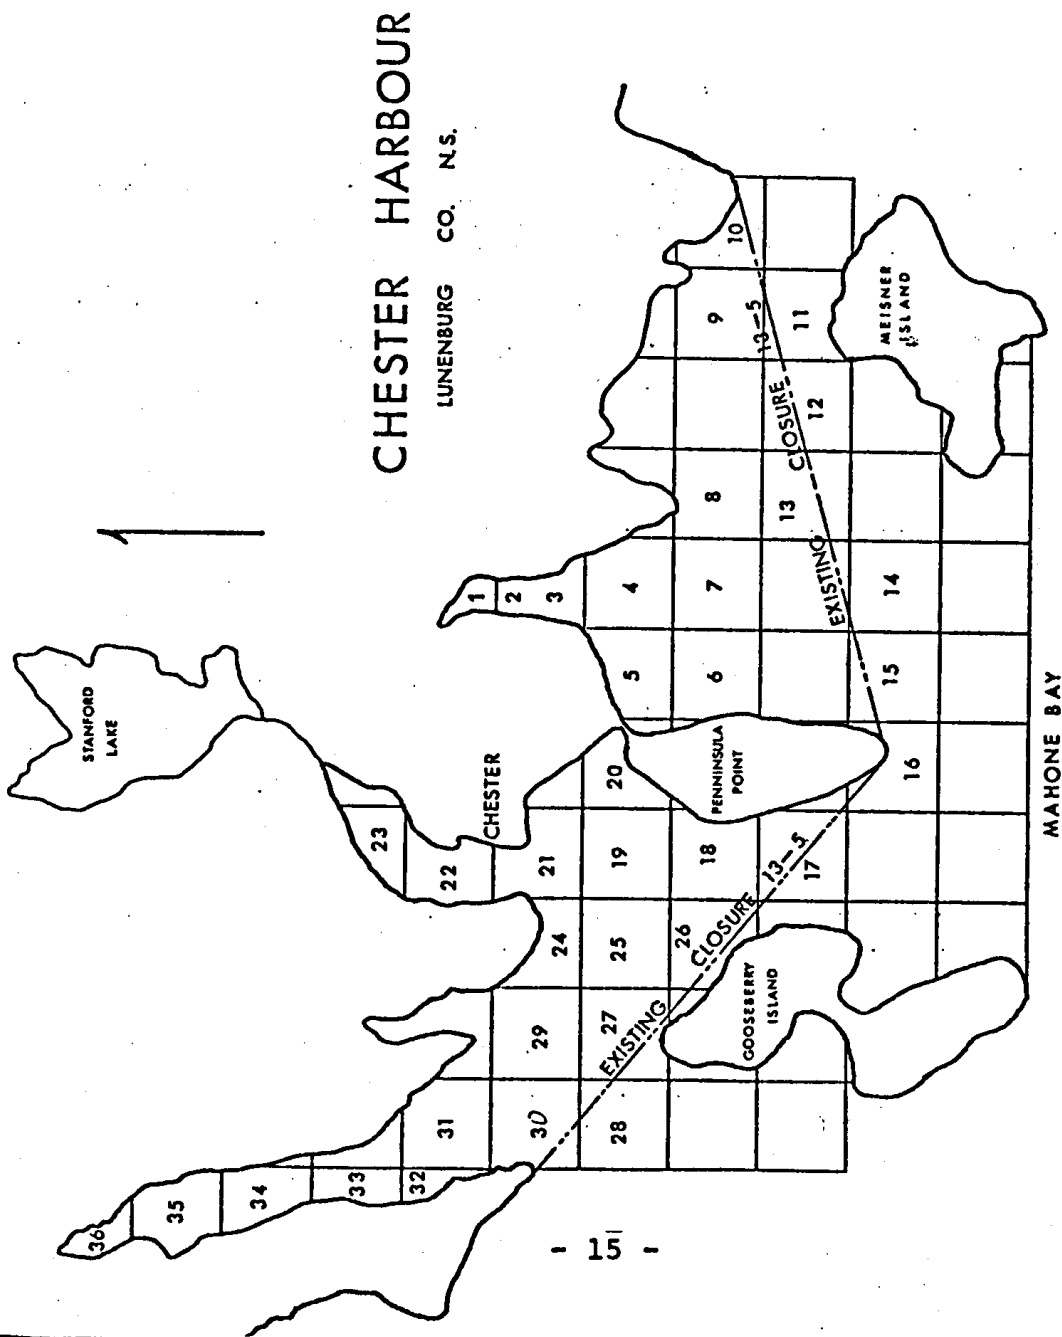 CHESTER HARBOUR
LUNENBURG CO. N.S.
STANFORD
LAKE
CHESTER
PENNINSULA
POINT
MEISNER
ISLAND
GOOSEBERRY
ISLAND
EXISTING CLOSURE 13-5
EXISTING CLOSURE 13-5
MAHONE BAY
1
2
3
4
5
6
7
8
9
10
11
12
13
14
15
16
17
18
19
20
21
22
23
24
25
26
27
28
29
30
31
32
33
34
35
36
- 15 -